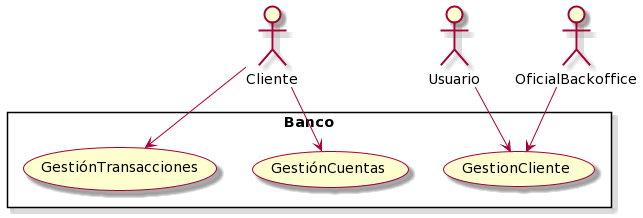 Cliente
Usuario
OficialBackoffice
Banco
GestiónTransacciones
GestiónCuentas
GestionCliente